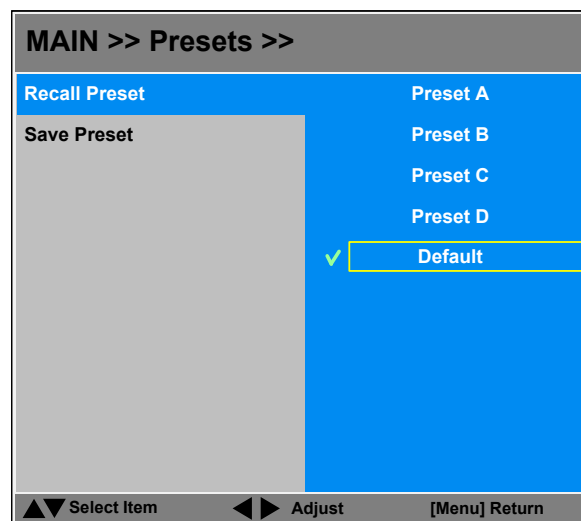 MAIN >> Presets >>
Recall Preset
Preset A
Save Preset
Preset B
Preset C
Preset D
Default
Select Item
Adjust
[Menu] Return